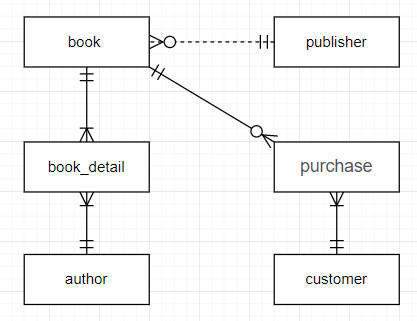 book
publisher
book_detail
purchase
author
customer